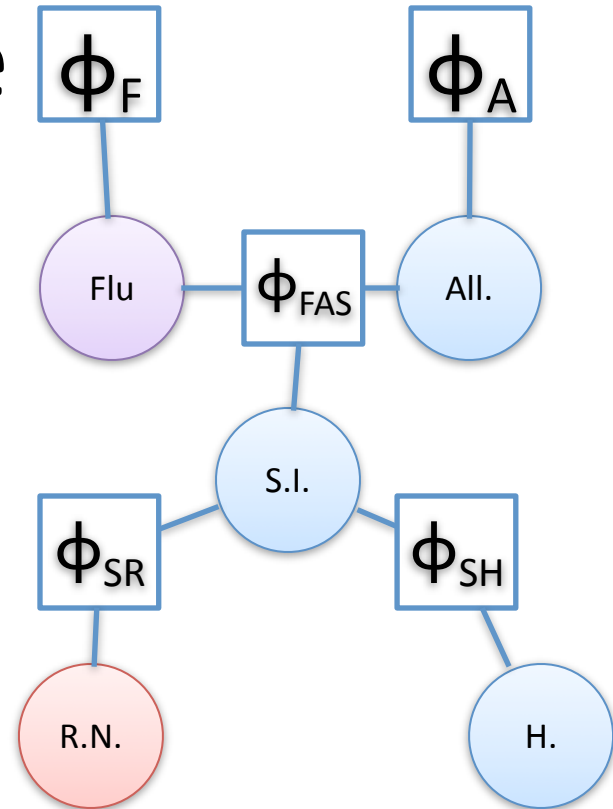 e
ϕF ϕA
Flu ϕFAS All.
S.I.
ϕSR ϕSH
R.N. H.